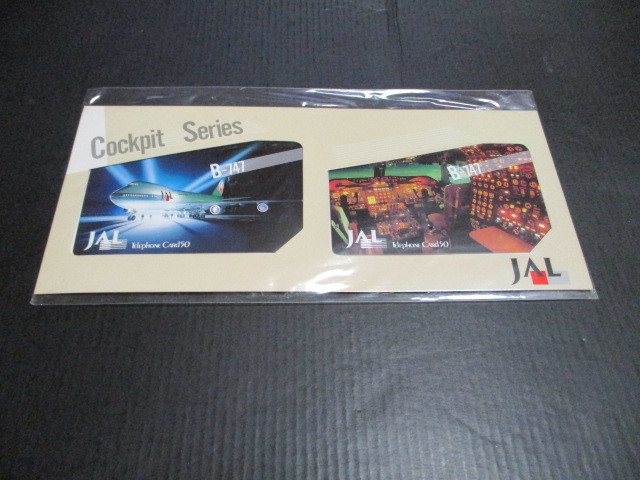 Cockpit Series
B-747
JAL Telephone Card 50
B-747
JAL Telephone Card 50
JAL